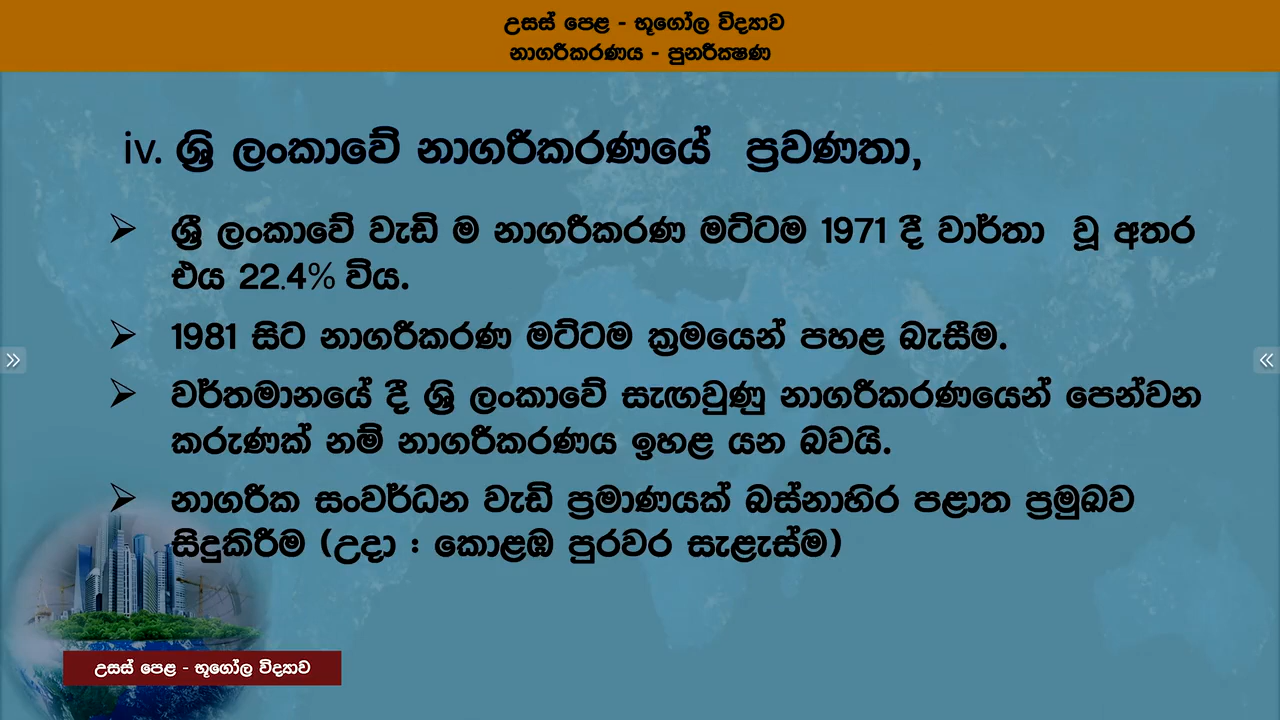 උසස් පෙළ - භූගෝල විද්‍යාව
නාගරීකරණය - පුනරීක්‍ෂණ
iv. ශ්‍රි ලංකාවේ නාගරීකරණයේ ප්‍රවණතා,
➢ ශ්‍රී ලංකාවේ වැඩි ම නාගරීකරණ මට්ටම 1971 දී වාර්තා වූ අතර
එය 22.4% විය.
➢ 1981 සිට නාගරීකරණ මට්ටම ක්‍රමයෙන් පහළ බැසීම.
➢ වර්තමානයේ දී ශ්‍රි ලංකාවේ සැඟවුණු නාගරීකරණයෙන් පෙන්වන
කරුණක් නම් නාගරීකරණය ඉහළ යන බවයි.
➢ නාගරික සංවර්ධන වැඩි ප්‍රමාණයක් බස්නාහිර පළාත ප්‍රමුඛව
සිදුකිරීම (උදා : කොළඹ පුරවර සැළැස්ම)
උසස් පෙළ - භූගෝල විද්‍යාව